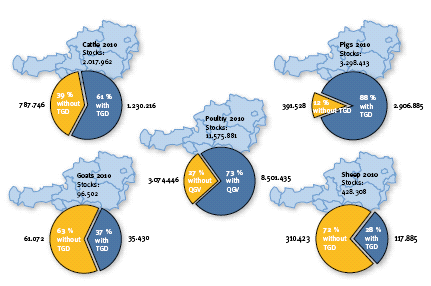 Cattle 2010
Stocks:
2.017.962
787.746
39 %
without
TGD
61 %
with
TGD
1.230.216
Pigs 2010
Stocks:
3.298.413
391.528
12 %
without TGD
88 %
with
TGD
2.906.885
Poultry 2010
Stocks:
11.575.881
3.074.446
27 %
without
QGV
73 %
with
QGV
8.501.435
Goats 2010
Stocks:
96.502
61.072
63 %
without
TGD
37 %
with
TGD
35.430
Sheep 2010
Stocks:
428.308
310.423
72 %
without
TGD
28 %
with
TGD
117.885